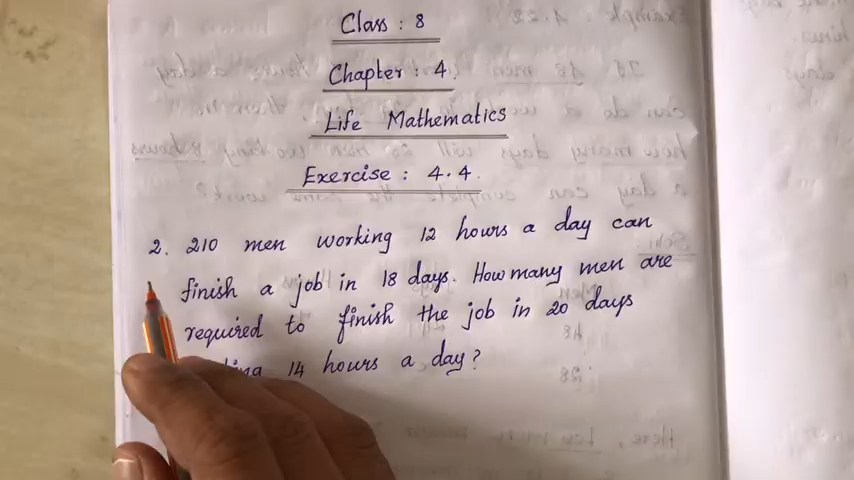 Class : 8
Chapter : 4
Life Mathematics
Exercise : 4.4.
2. 210 men working 12 hours a day can
finish a job in 18 days. How many men are
required to finish the job in 20 days
14 hours a day?